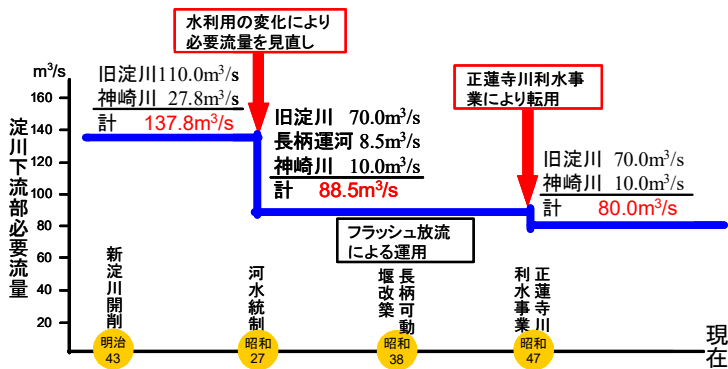 水利用の変化により
必要流量を見直し
正蓮寺川利水事
業により転用
m³/s
160
140
120
100
80
60
40
20
淀川下流部必要流量
旧淀川110.0m³/s
神崎川 27.8m³/s
計 137.8m³/s
旧淀川 70.0m³/s
長柄運河 8.5m³/s
神崎川 10.0m³/s
計 88.5m³/s
旧淀川 70.0m³/s
神崎川 10.0m³/s
計 80.0m³/s
フラッシュ放流
による運用
新淀川開削
河水統制
長柄可動
堰改築
正蓮寺川
利水事業
明治
43
昭和
27
昭和
38
昭和
47
現在